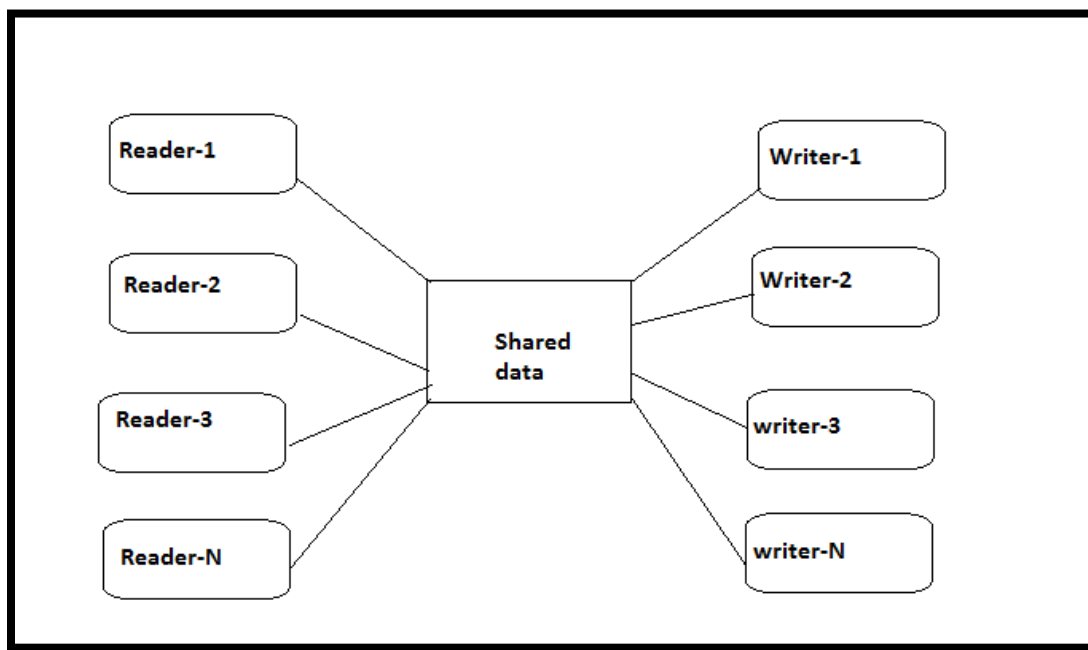 Reader-1
Reader-2
Reader-3
Reader-N
Shared
data
Writer-1
Writer-2
writer-3
writer-N